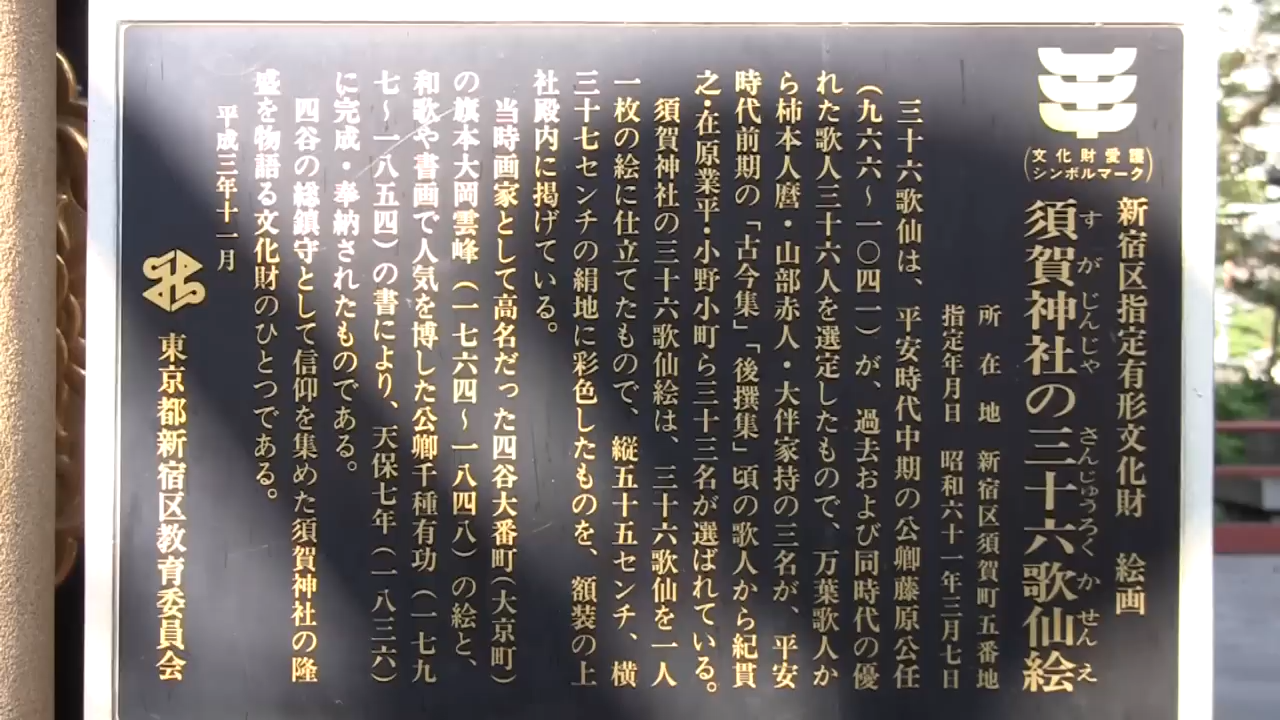 (文化財愛護
シンボルマーク)
新宿区指定有形文化財　絵画
須賀神社の三十六歌仙絵
すがじんじゃ　さんじゅうろくかせんえ
所在地　新宿区須賀町五番地
指定年月日　昭和六十一年三月七日
三十六歌仙は、平安時代中期の公卿藤原公任
(九六六〜一〇四一)が、過去および同時代の優
れた歌人三十六人を選定したもので、万葉歌人か
ら柿本人麿・山部赤人・大伴家持の三名が、平安
時代前期の「古今集」「後撰集」頃の歌人から紀貫
之・在原業平・小野小町ら三十三名が選ばれている。
須賀神社の三十六歌仙絵は、三十六歌仙を一人
一枚の絵に仕立てたもので、縦五十五センチ、横
三十七センチの絹地に彩色したものを、額装の上
社殿内に掲げている。
当時画家として高名だった四谷大番町(大京町)
の旗本大岡雲峰(一七六四〜一八四八)の絵と、
和歌や書画で人気を博した公卿千種有功(一七九
七〜一八五四)の書により、天保七年(一八三六)
に完成・奉納されたものである。
四谷の総鎮守として信仰を集めた須賀神社の隆
盛を物語る文化財のひとつである。
平成三年十一月
東京都新宿区教育委員会